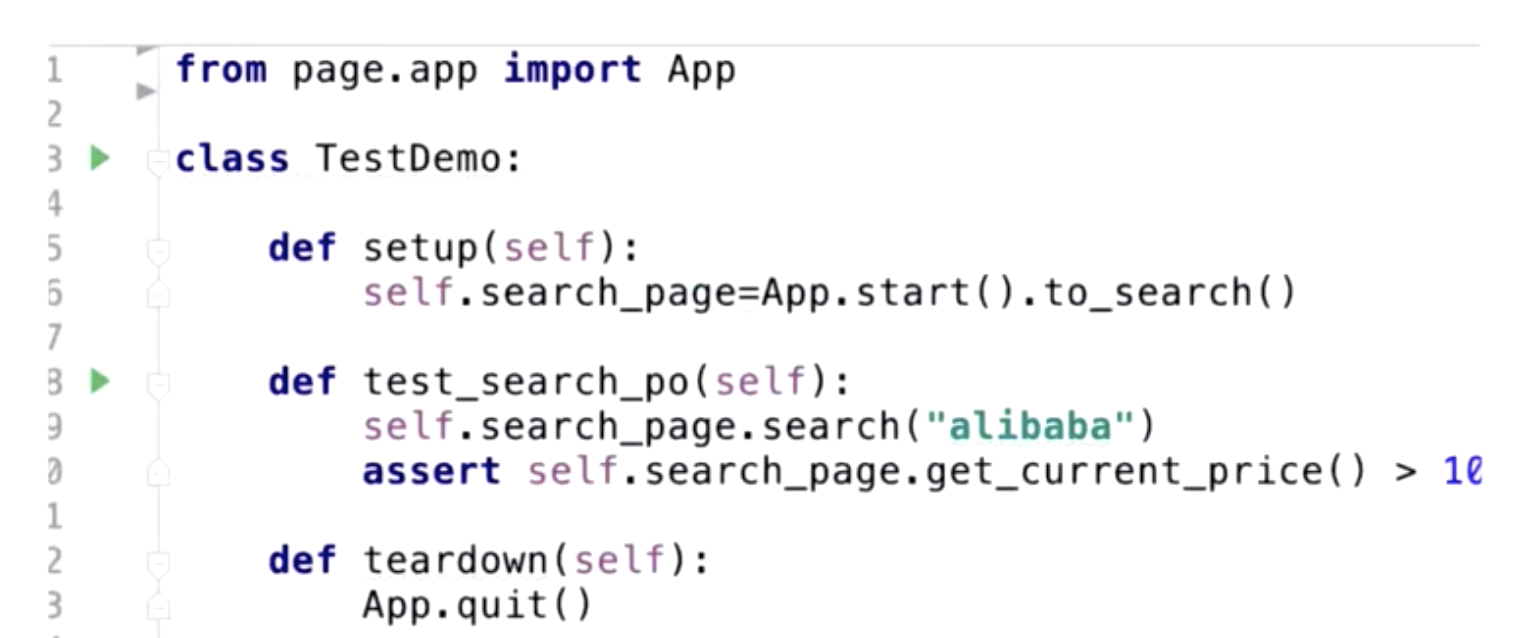 1 from page.app import App
2
3 class TestDemo:
4
5     def setup(self):
6         self.search_page=App.start().to_search()
7
8     def test_search_po(self):
9         self.search_page.search("alibaba")
0         assert self.search_page.get_current_price() > 10
1
2     def teardown(self):
3         App.quit()